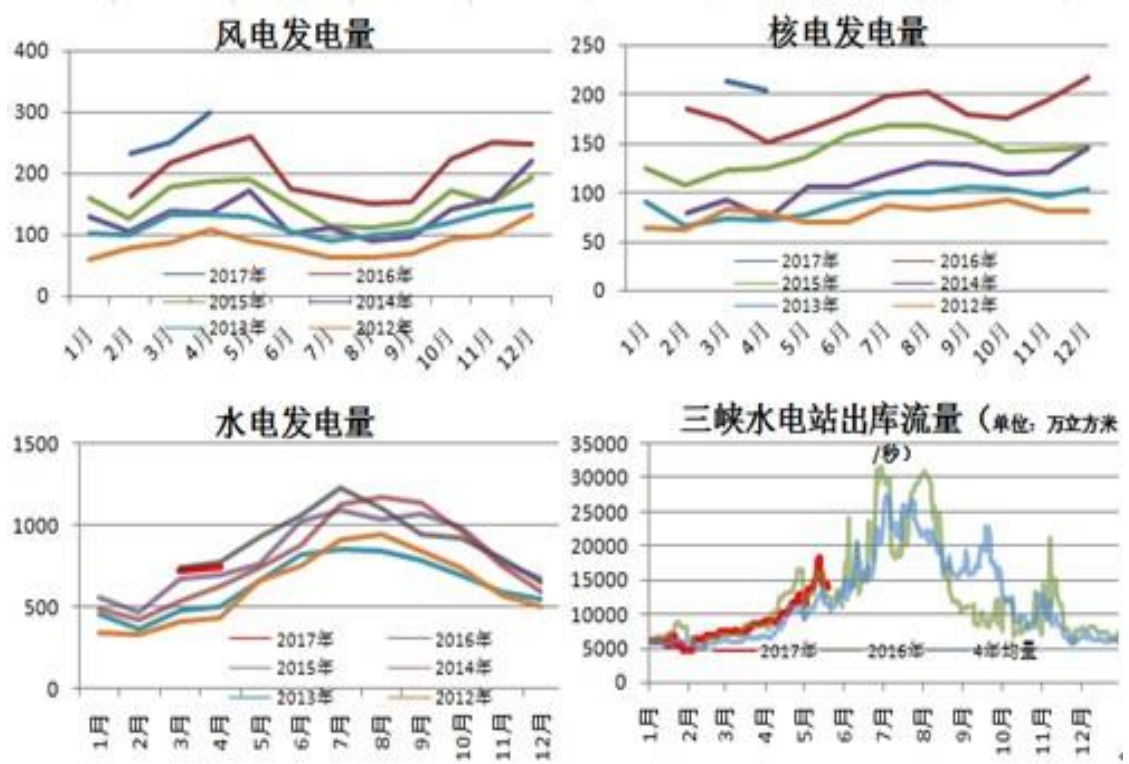 风电发电量
400
300
200
100
0
2017年 2016年
2015年 2014年
2013年 2012年
1月 2月 3月 4月 5月 6月 7月 8月 9月 10月 11月 12月
核电发电量
250
200
150
100
50
0
2017年 2016年
2015年 2014年
2013年 2012年
1月 2月 3月 4月 5月 6月 7月 8月 9月 10月 11月 12月
水电发电量
1500
1000
500
0
2017年 2016年
2015年 2014年
2013年 2012年
1月 2月 3月 4月 5月 6月 7月 8月 9月 10月 11月 12月
三峡水电站出库流量（单位：万立方米
/秒）
35000
30000
25000
20000
15000
10000
5000
0
2017年 2016年 4年均量
1月 2月 3月 4月 5月 6月 7月 8月 9月 10月 11月 12月